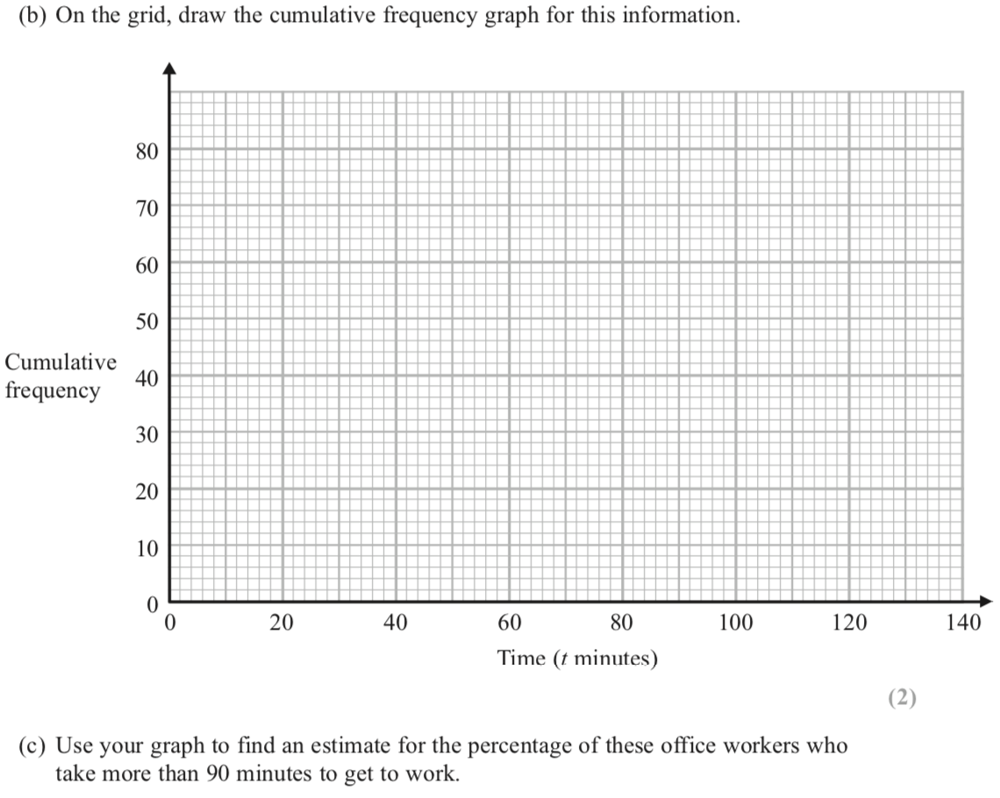 (b) On the grid, draw the cumulative frequency graph for this information.
80
70
60
50
Cumulative
frequency
40
30
20
10
0
0 20 40 60 80 100 120 140
Time (t minutes)
(2)
(c) Use your graph to find an estimate for the percentage of these office workers who
take more than 90 minutes to get to work.